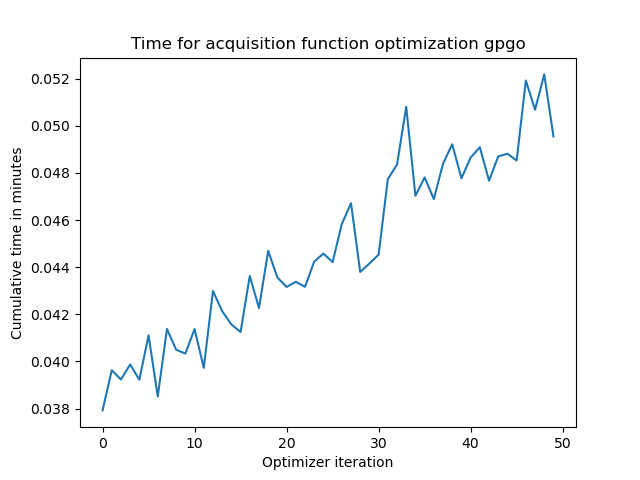 Time for acquisition function optimization gpgo
0.052
0.050
0.048
0.046
0.044
0.042
0.040
0.038
Cumulative time in minutes
0 10 20 30 40 50
Optimizer iteration